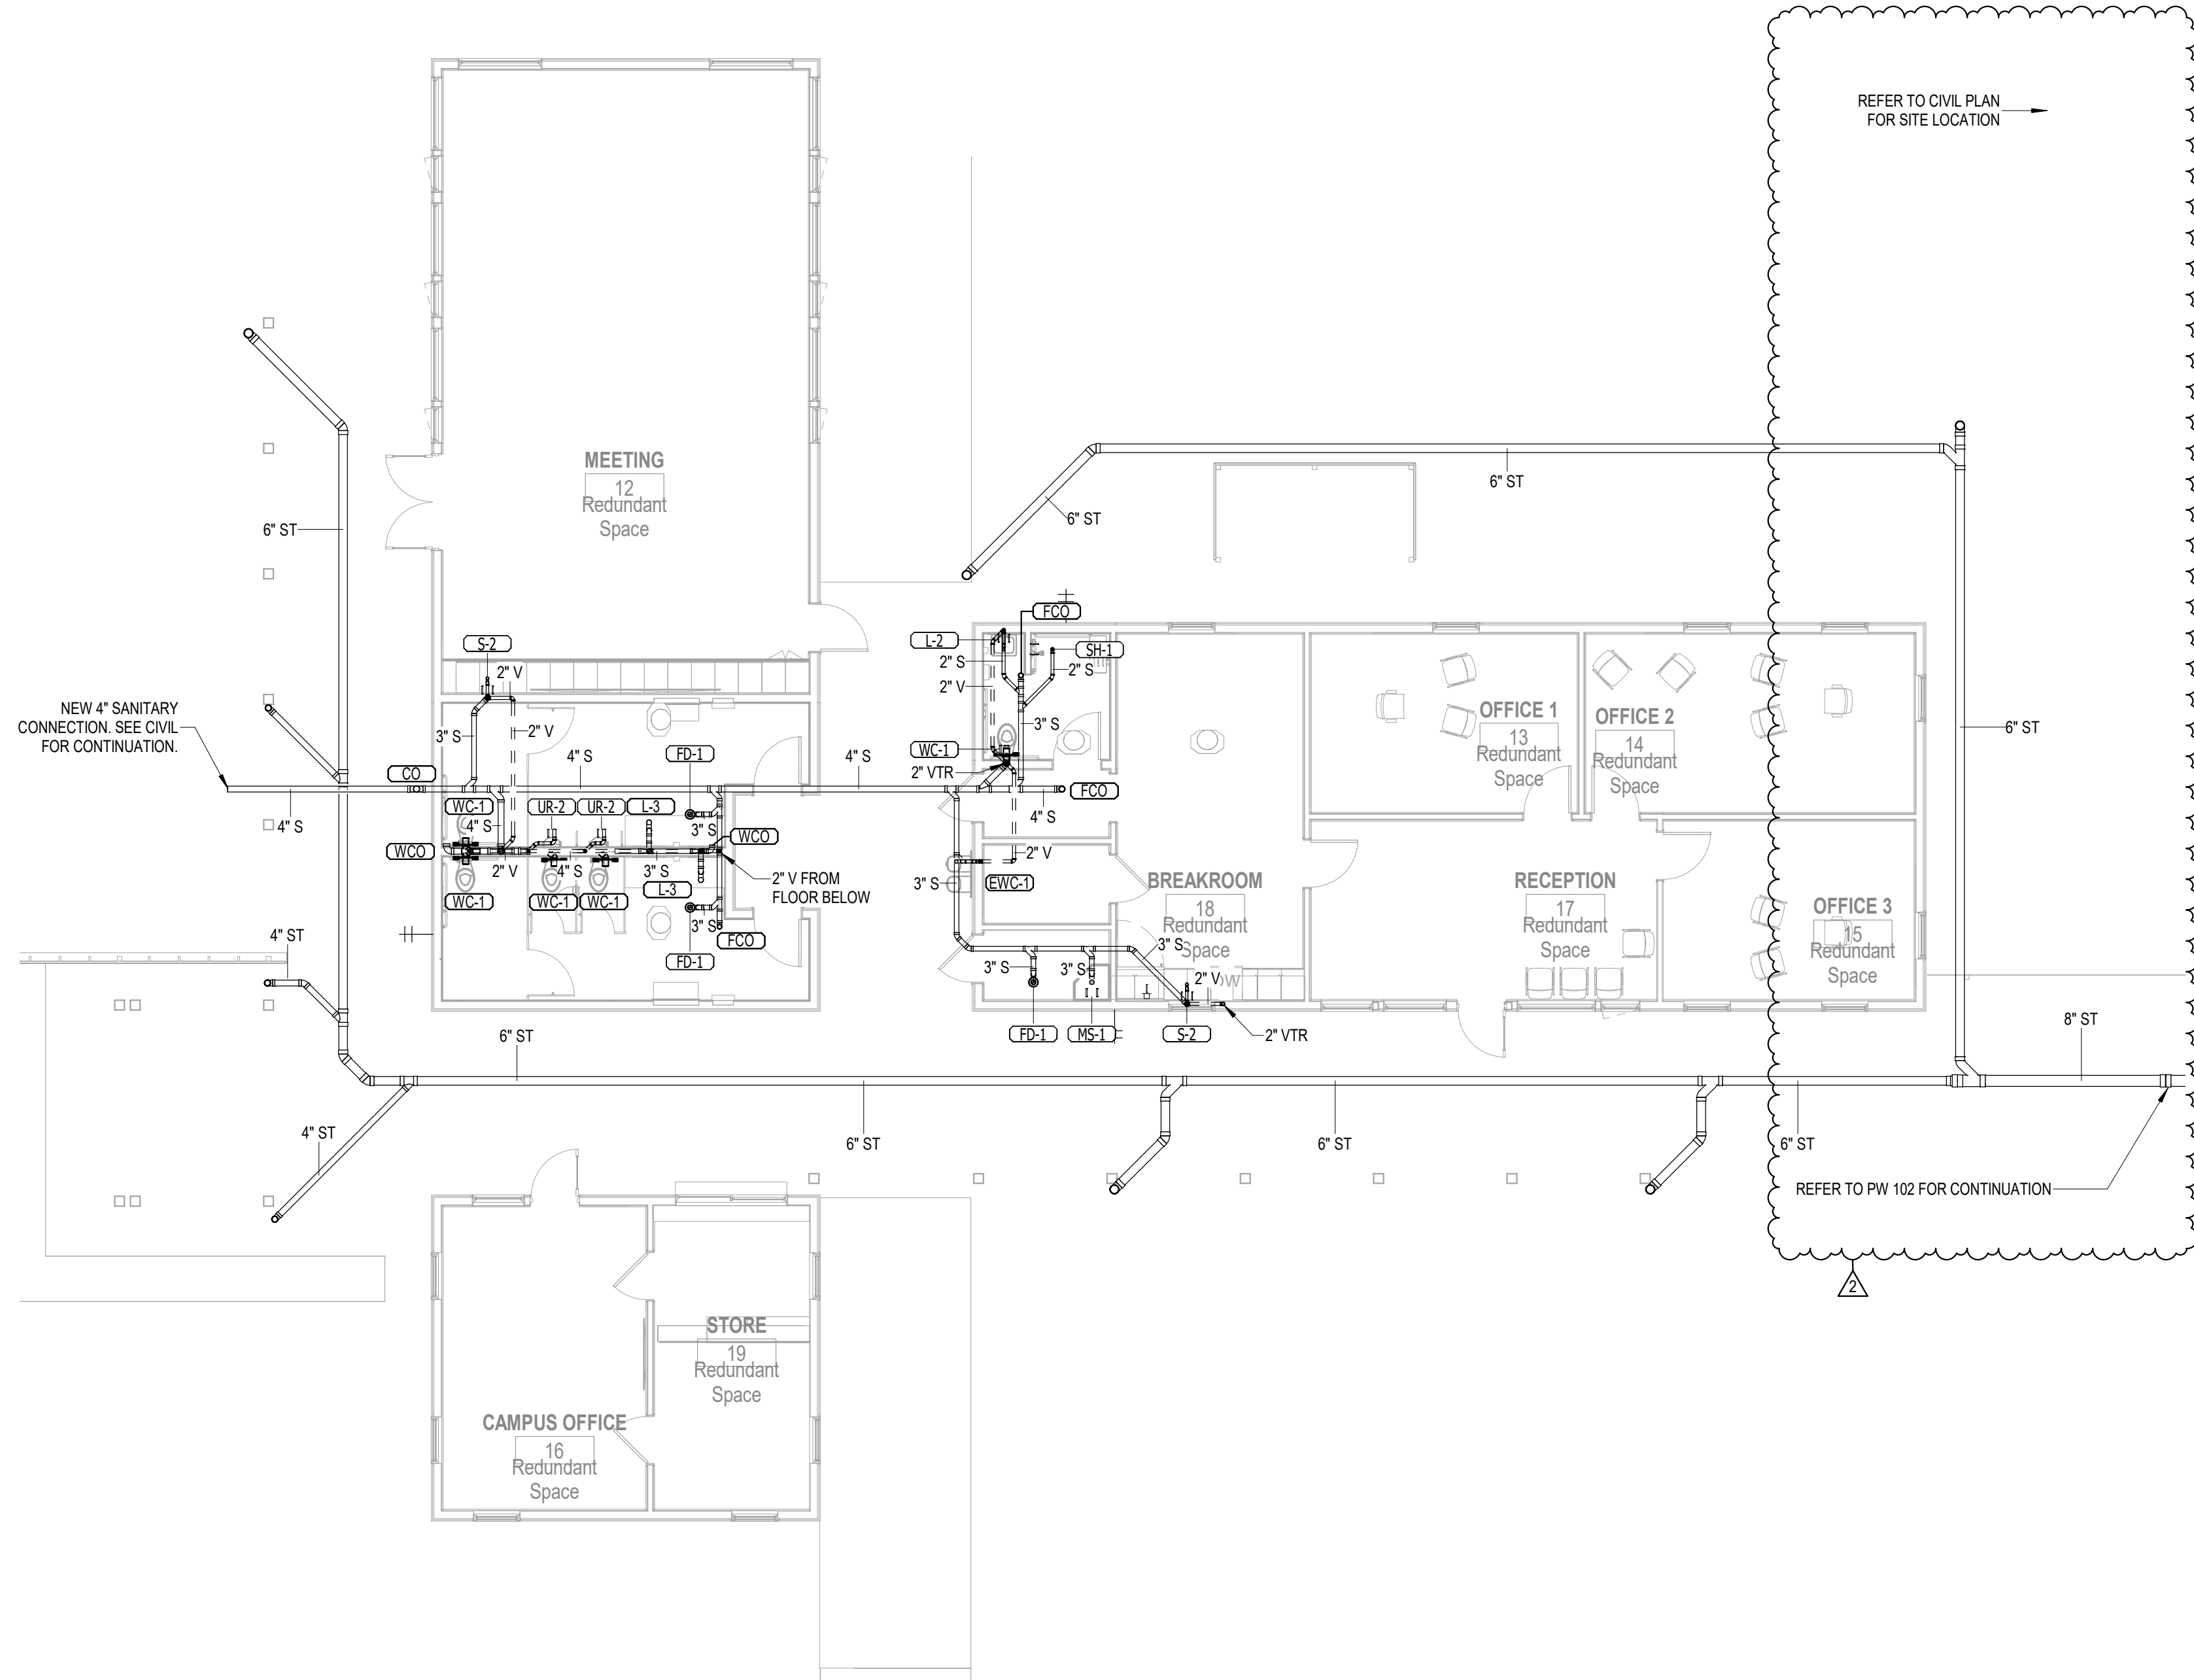 REFER TO CIVIL PLAN
FOR SITE LOCATION
MEETING
12
Redundant
Space
6" ST
6" ST
6" ST
6" ST
NEW 4" SANITARY
CONNECTION. SEE CIVIL
FOR CONTINUATION.
S-2
2" V
3" S
2" V
CO
4" S
FD-1
4" S
WC-1
UR-2
UR-2
L-3
4" S
3" S
WCO
WCO
2" V
4" S
3" S
WC-1
WC-1
WC-1
L-3
2" V FROM
FLOOR BELOW
3" S
FCO
FD-1
4" S
L-2
FCO
2" S
SH-1
2" S
2" V
3" S
WC-1
2" VTR
FCO
4" S
2" V
EWC-1
3" S
BREAKROOM
18
Redundant
Space
3" S
3" S
3" S
2" V
DW
FD-1
MS-1
S-2
2" VTR
OFFICE 1
13
Redundant
Space
OFFICE 2
14
Redundant
Space
RECEPTION
17
Redundant
Space
OFFICE 3
15
Redundant
Space
4" ST
6" ST
8" ST
4" ST
6" ST
6" ST
6" ST
REFER TO PW 102 FOR CONTINUATION
2
STORE
19
Redundant
Space
CAMPUS OFFICE
16
Redundant
Space